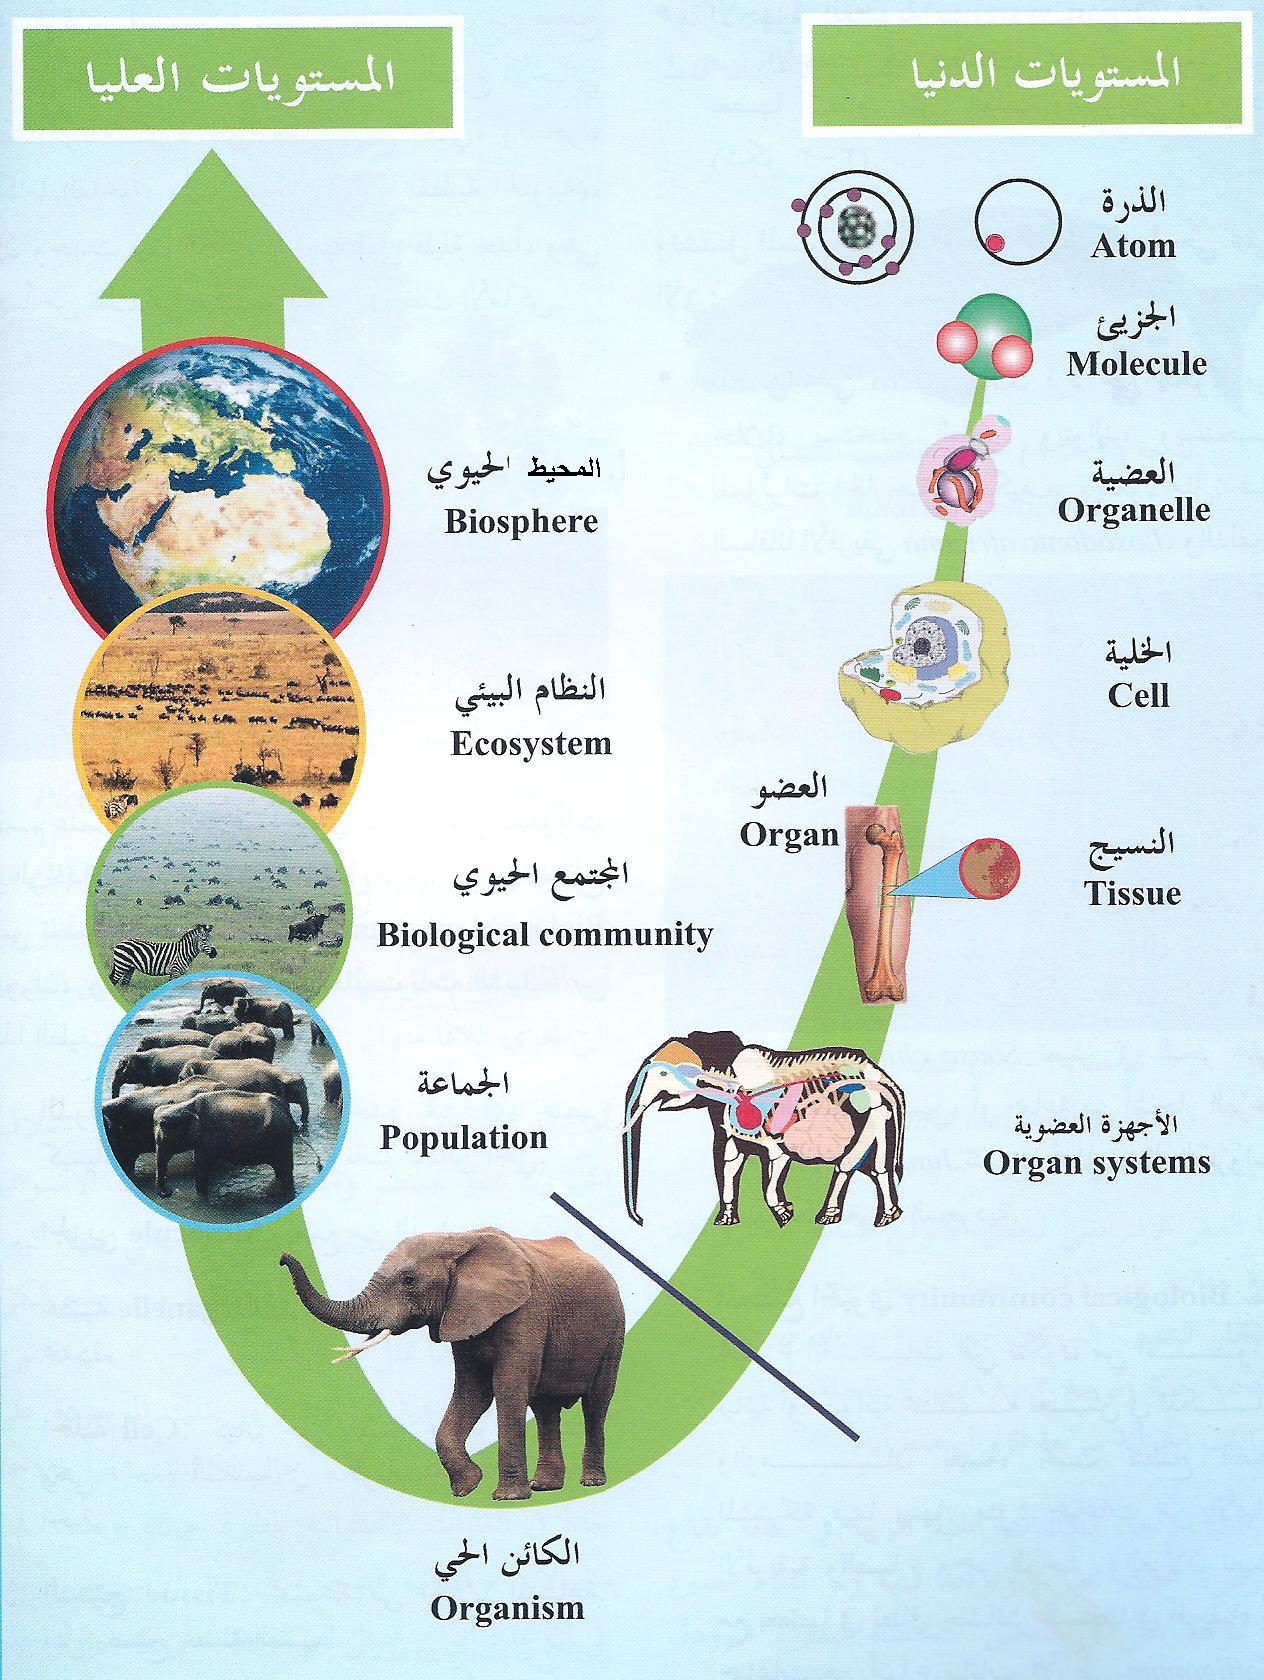 المستويات العليا
المستويات الدنيا
الذرة
Atom
الجزيئ
Molecule
العضية
Organelle
الخلية
Cell
النسيج
Tissue
العضو
Organ
الأجهزة العضوية
Organ systems
الكائن الحي
Organism
الجماعة
Population
المجتمع الحيوي
Biological community
النظام البيئي
Ecosystem
المحيط الحيوي
Biosphere